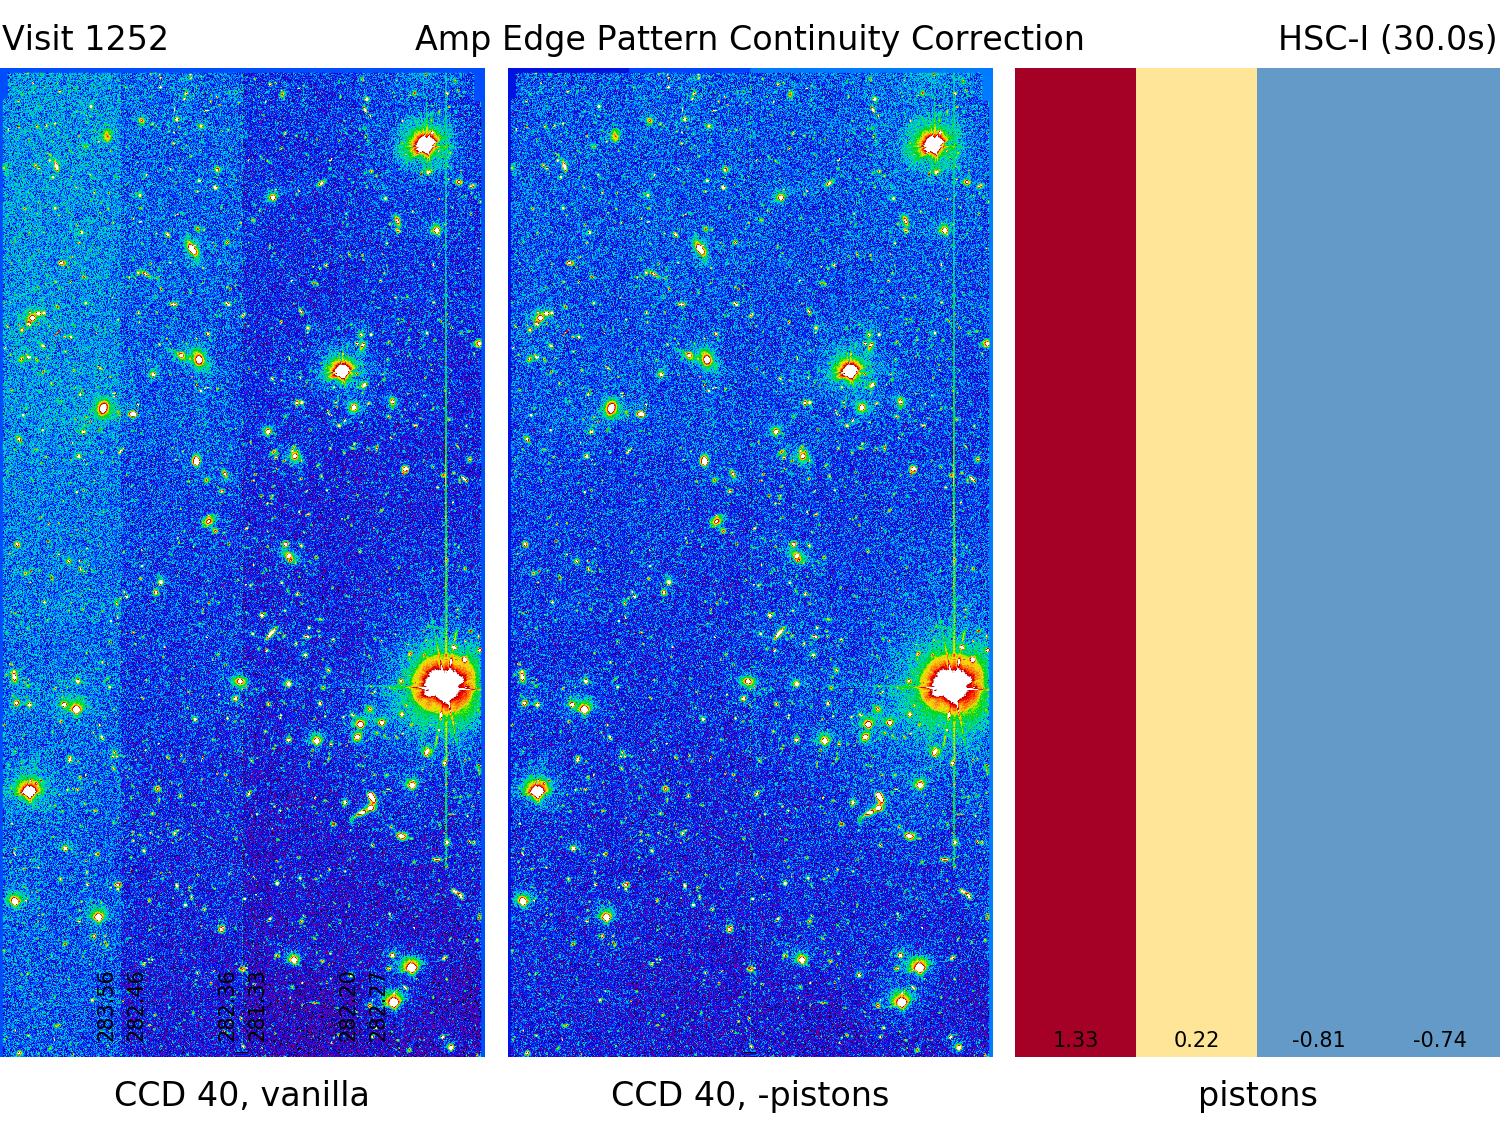 Visit 1252 Amp Edge Pattern Continuity Correction HSC-I (30.0s)
283.56
282.46
282.36
281.33
282.20
282.27
1.33 0.22 -0.81 -0.74
CCD 40, vanilla CCD 40, -pistons pistons